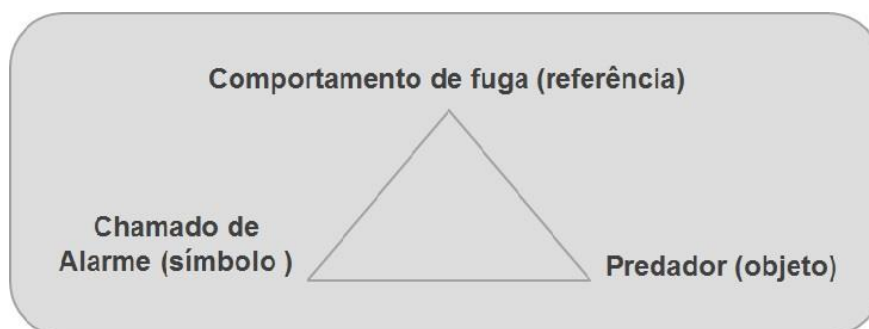 Comportamento de fuga (referência)
Chamado de
Alarme (símbolo )
Predador (objeto)